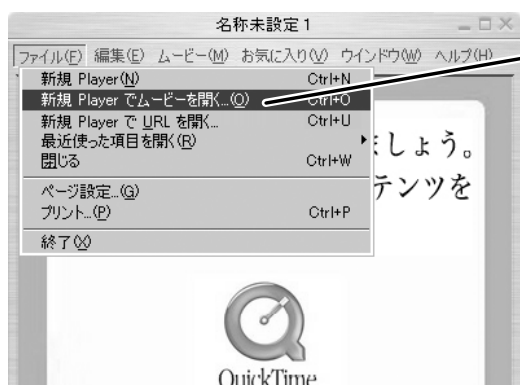 名称未設定 1
ファイル(F) 編集(E) ムービー(M) お気に入り(V) ウインドウ(W) ヘルプ(H)
新規 Player(N) Ctrl+N
新規 Player でムービーを開く...(O) Ctrl+O
新規 Player で URL を開く... Ctrl+U
最近使った項目を開く(R)
閉じる Ctrl+W
ページ設定...(G)
プリント...(P) Ctrl+P
終了(X)
ましょう。
テンツを
QuickTime